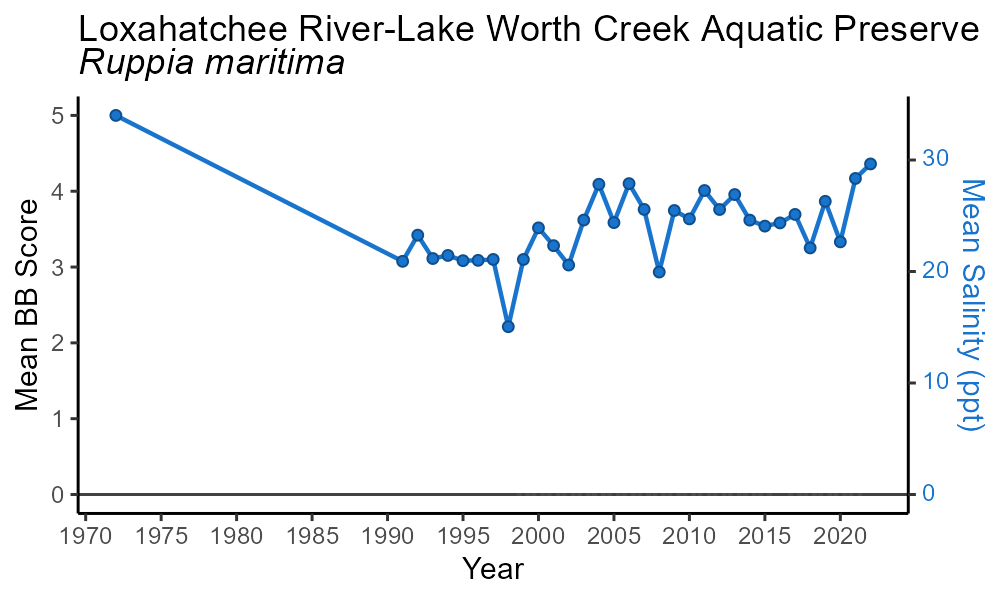 Loxahatchee River-Lake Worth Creek Aquatic Preserve
Ruppia maritima
Mean BB Score
5
4
3
2
1
0
30
20
10
0
Mean Salinity (ppt)
1970 1975 1980 1985 1990 1995 2000 2005 2010 2015 2020
Year